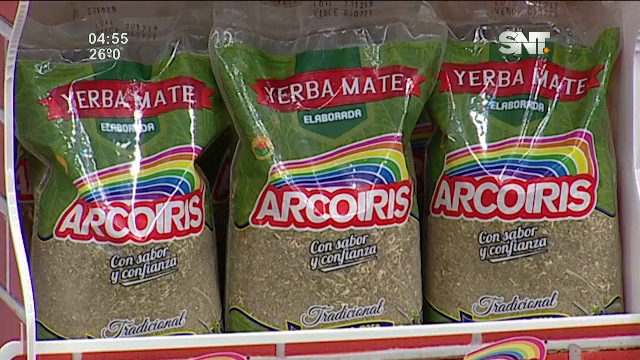 04:55
26º
SNT.
VENCE
YERBA MATE
ELABORADA
ARCOIRIS
Con sabor
y confianza
Tradicional
YERBA MATE
ELABORADA
ARCOIRIS
Con sabor
y confianza
Tradicional
YERBA MATE
ELABORADA
ARCOIRIS
Con sabor
y confianza
Tradicional